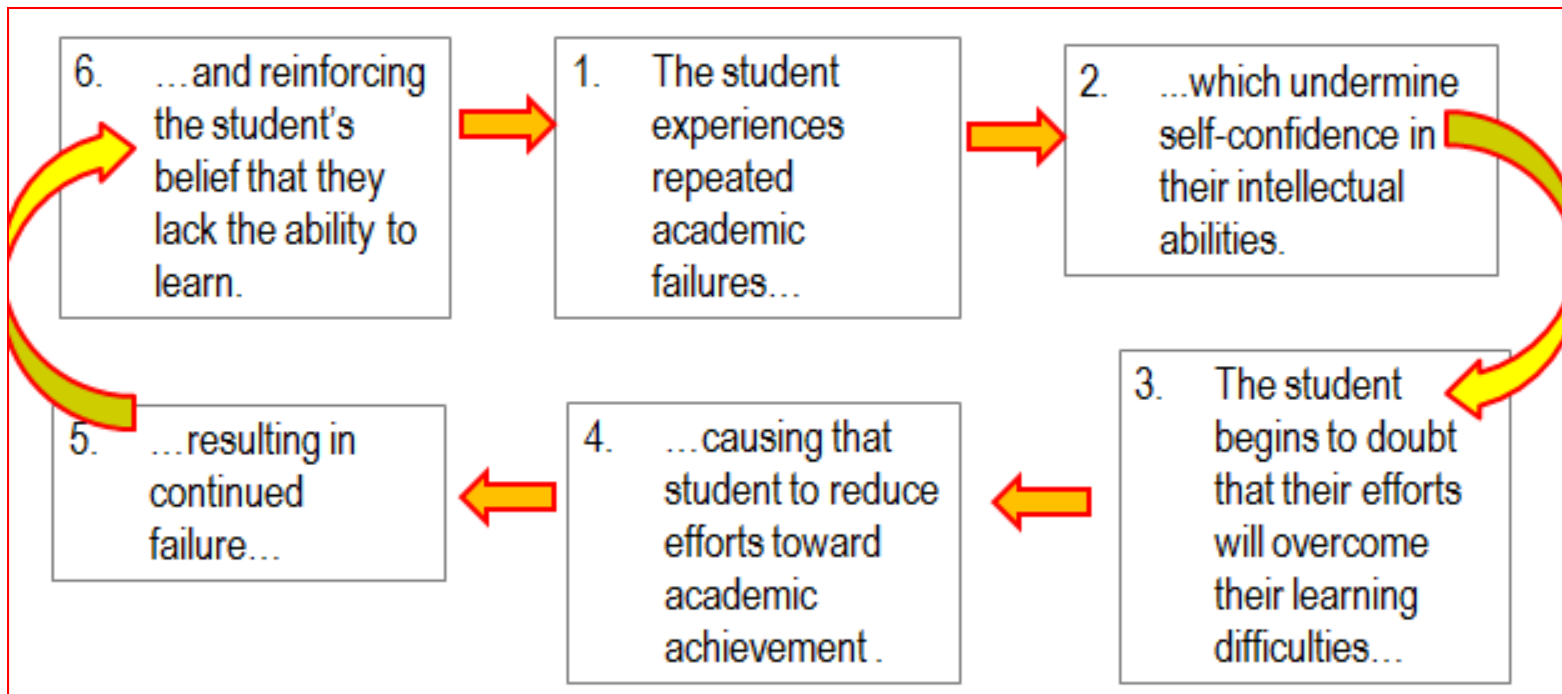 6. …and reinforcing
the student’s
belief that they
lack the ability to
learn.
1. The student
experiences
repeated
academic
failures…
2. …which undermine
self-confidence in
their intellectual
abilities.
3. The student
begins to doubt
that their efforts
will overcome
their learning
difficulties…
4. …causing that
student to reduce
efforts toward
academic
achievement .
5. …resulting in
continued
failure…